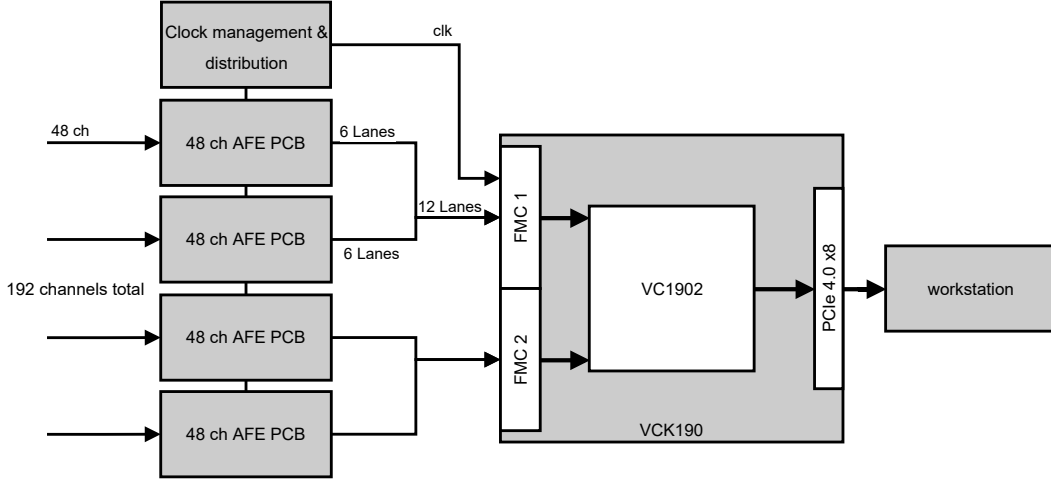 Clock management &
distribution
clk
48 ch
48 ch AFE PCB
6 Lanes
12 Lanes
48 ch AFE PCB
6 Lanes
192 channels total
48 ch AFE PCB
48 ch AFE PCB
FMC 1
FMC 2
VC1902
VCK190
PCIe 4.0 x8
workstation